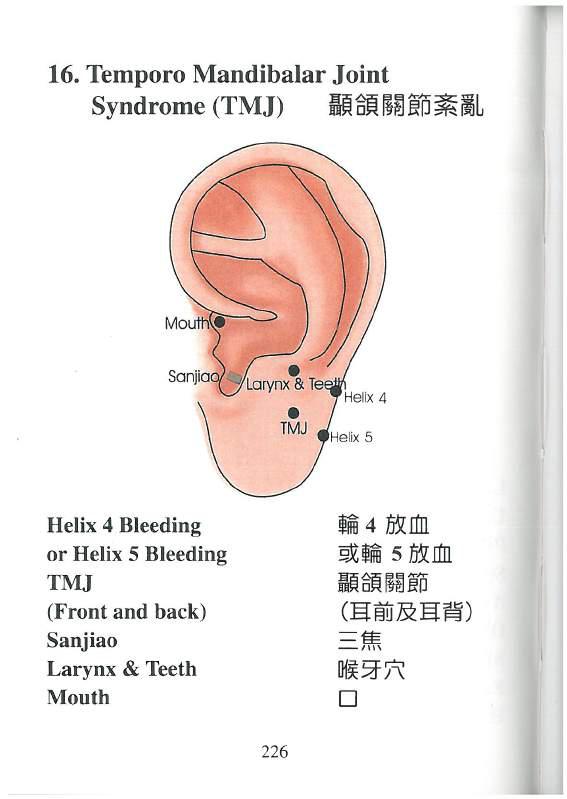 16. Temporo Mandibalar Joint
Syndrome (TMJ) 顳頜關節紊亂
Mouth
Sanjiao
Larynx & Teeth
Helix 4
TMJ
Helix 5
Helix 4 Bleeding 輪 4 放血
or Helix 5 Bleeding 或輪 5 放血
TMJ 顳頜關節
(Front and back) (耳前及耳背)
Sanjiao 三焦
Larynx & Teeth 喉牙穴
Mouth 口
226